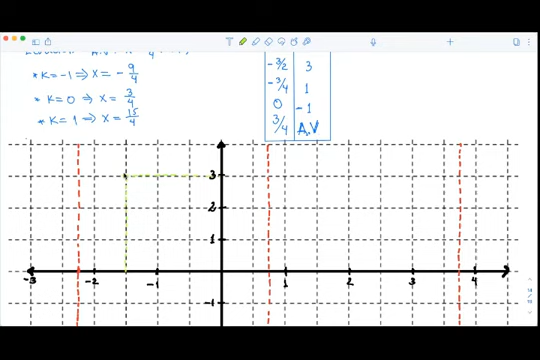 * K = -1 ⟹ X = - 9/4
* K = 0 ⟹ X = 3/4
* K = 1 ⟹ X = 15/4
- 3/2 3
- 3/4 1
0 - 1
3/4 A.V
3
2
1
-3 -2 -1 1 2 3 4
-1